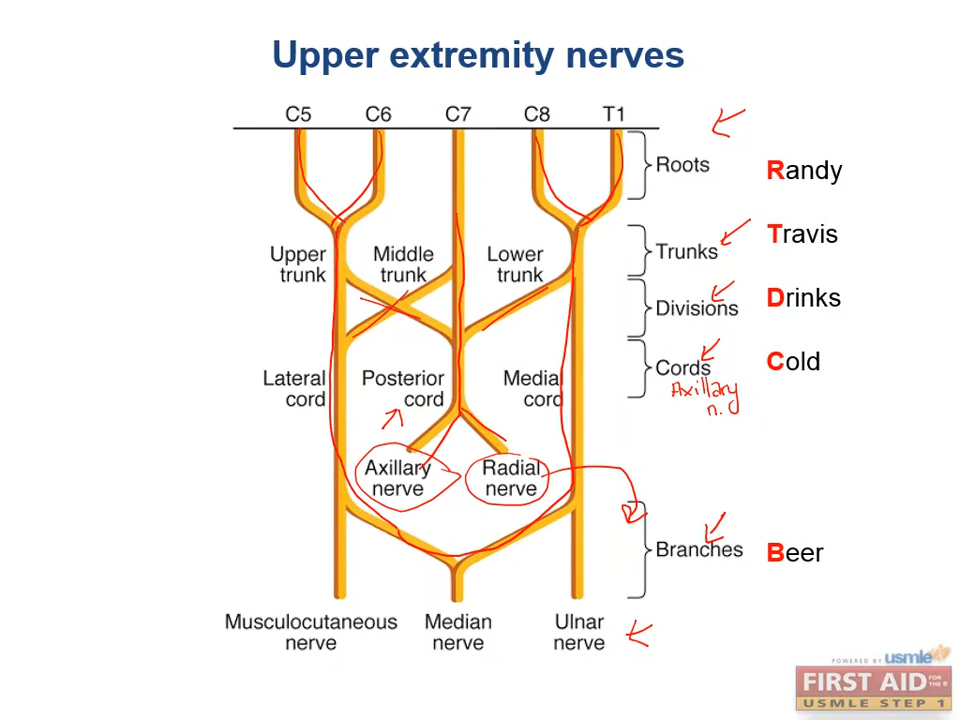 Upper extremity nerves
C5 C6 C7 C8 T1
Roots
Randy
Upper
trunk
Middle
trunk
Lower
trunk
Trunks
Travis
Divisions
Drinks
Lateral
cord
Posterior
cord
Medial
cord
Cords
Cold
Axillary
n.
Axillary
nerve
Radial
nerve
Branches
Beer
Musculocutaneous
nerve
Median
nerve
Ulnar
nerve
POWERED BY usmle
FIRST AID FOR THE ®
USMLE STEP 1